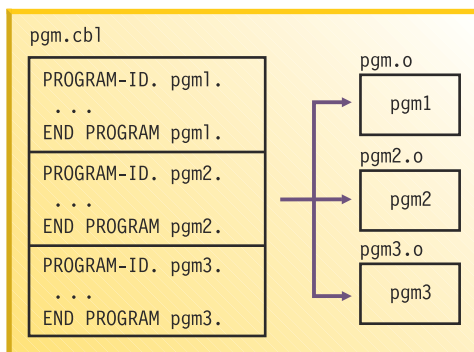 pgm.cbl
PROGRAM-ID. pgm1.
...
END PROGRAM pgm1.
PROGRAM-ID. pgm2.
...
END PROGRAM pgm2.
PROGRAM-ID. pgm3.
...
END PROGRAM pgm3.
pgm.o
pgm1
pgm2.o
pgm2
pgm3.o
pgm3